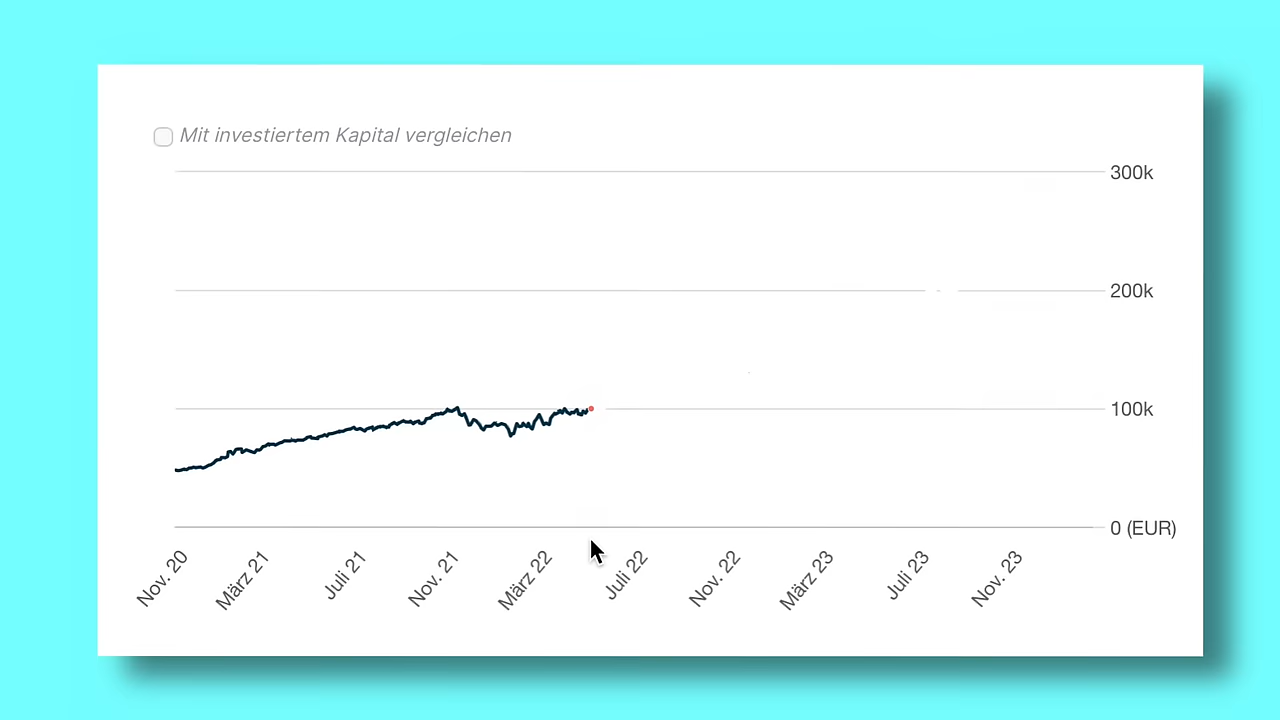 Mit investiertem Kapital vergleichen
300k
200k
100k
0 (EUR)
Nov. 20
März 21
Juli 21
Nov. 21
März 22
Juli 22
Nov. 22
März 23
Juli 23
Nov. 23